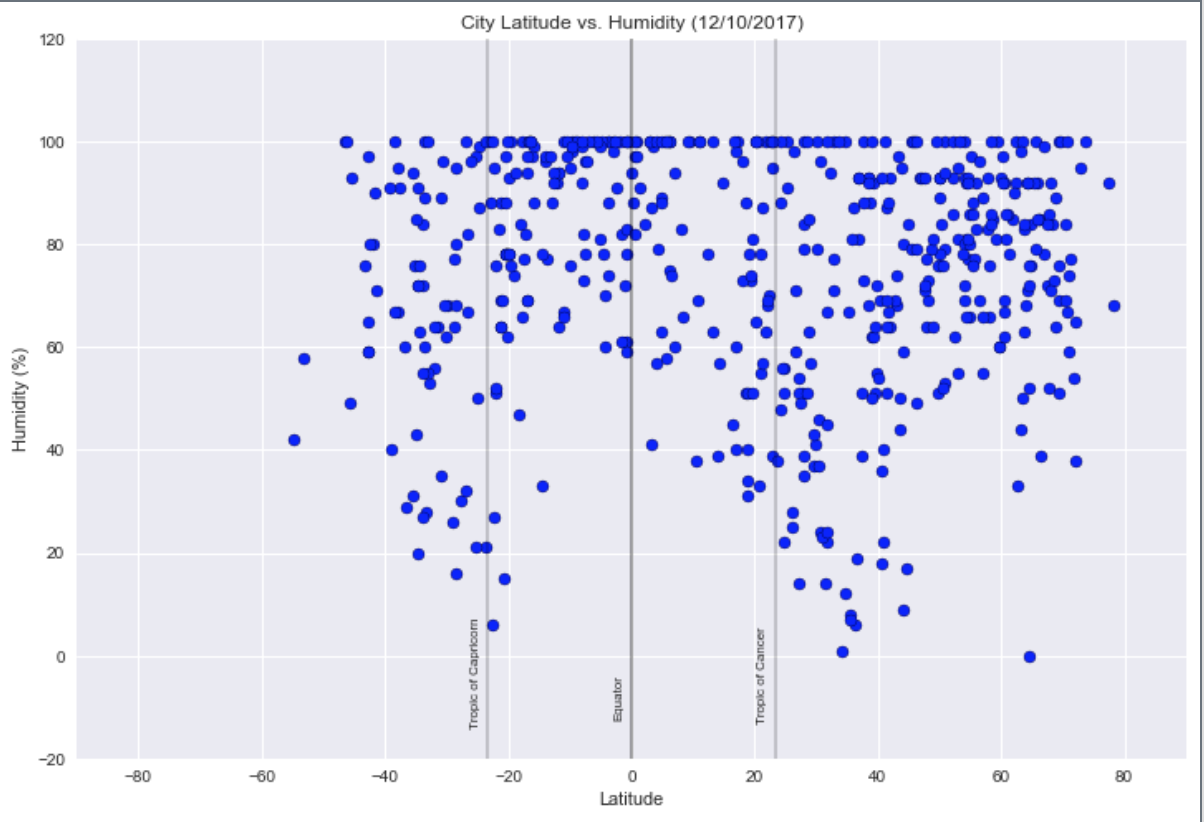 City Latitude vs. Humidity (12/10/2017)
120
100
80
60
40
20
0
−20
Humidity (%)
Tropic of Capricorn
Equator
Tropic of Cancer
−80 −60 −40 −20 0 20 40 60 80
Latitude